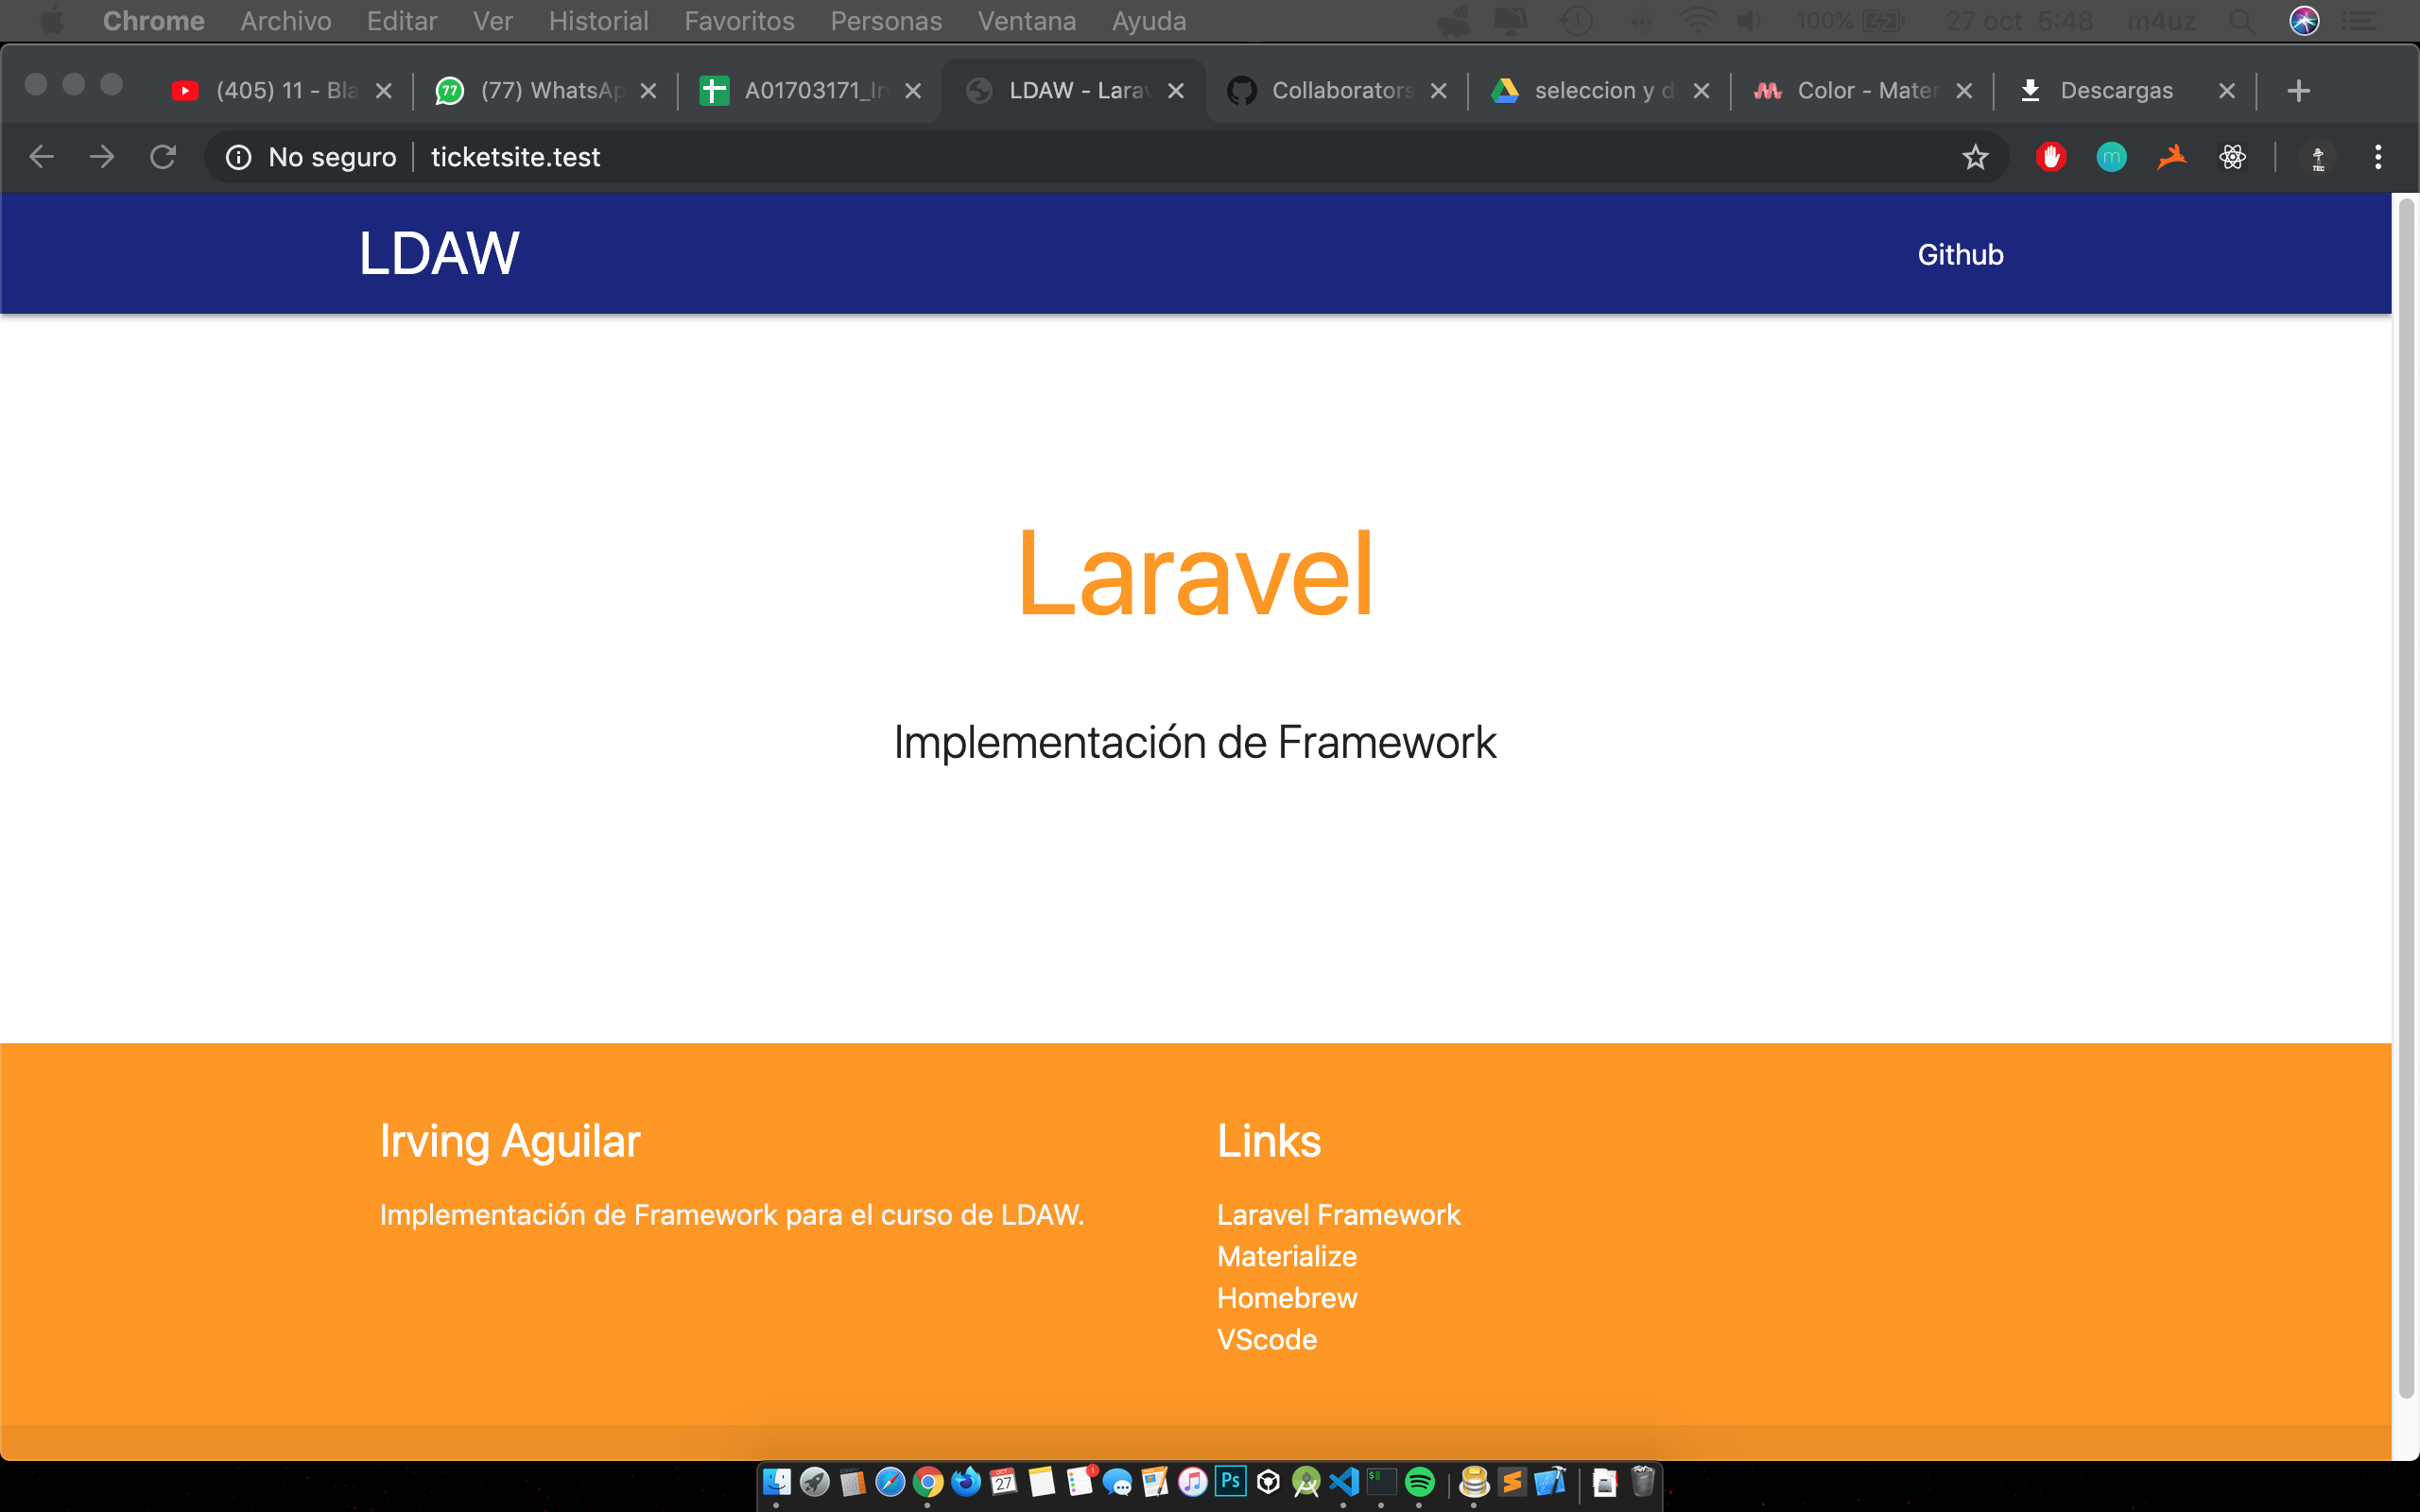 Chrome Archivo Editar Ver Historial Favoritos Personas Ventana Ayuda 100% 27 oct 5:48 m4uz
(405) 11 - Bla (77) WhatsAp A01703171_Ir LDAW - Larav Collaborators seleccion y d Color - Mater Descargas
No seguro ticketsite.test
LDAW Github
Laravel
Implementación de Framework
Irving Aguilar
Implementación de Framework para el curso de LDAW.
Links
Laravel Framework
Materialize
Homebrew
VScode